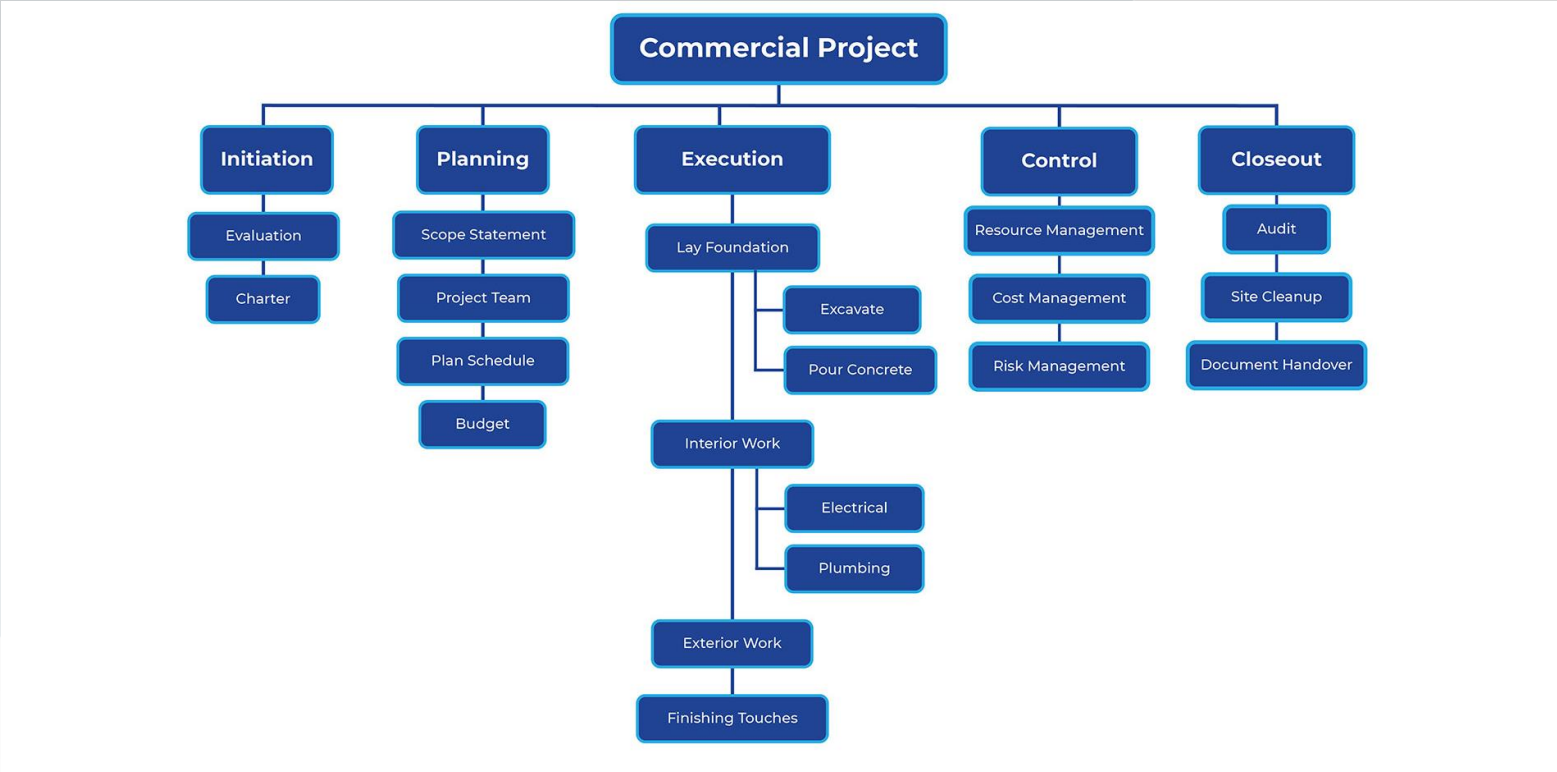 Commercial Project
Initiation
Evaluation
Charter
Planning
Scope Statement
Project Team
Plan Schedule
Budget
Execution
Lay Foundation
Excavate
Pour Concrete
Interior Work
Electrical
Plumbing
Exterior Work
Finishing Touches
Control
Resource Management
Cost Management
Risk Management
Closeout
Audit
Site Cleanup
Document Handover